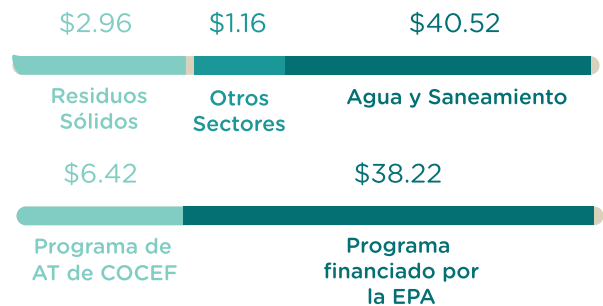 $2.96 $1.16 $40.52
Residuos
Sólidos
Otros
Sectores
Agua y Saneamiento
$6.42 $38.22
Programa de
AT de COCEF
Programa
financiado por
la EPA